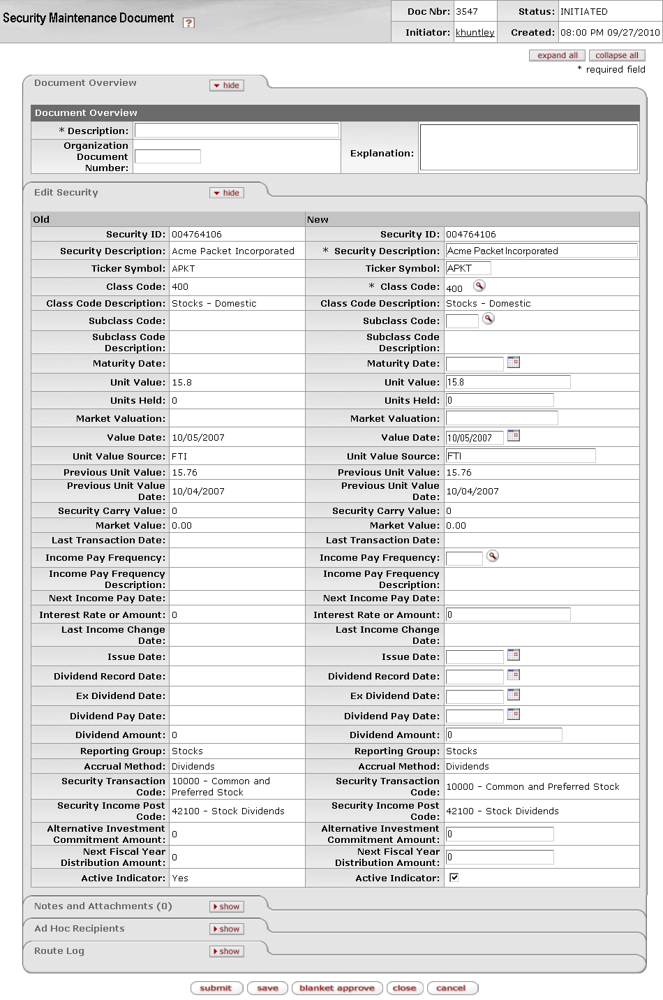 Security Maintenance Document ?
Doc Nbr: 3547 Status: INITIATED
Initiator: khuntley Created: 08:00 PM 09/27/2010
expand all collapse all
* required field
Document Overview hide
Document Overview
* Description:
Organization Document Number:
Explanation:
Edit Security hide
Old New
Security ID: 004764106 Security ID: 004764106
Security Description: Acme Packet Incorporated * Security Description: Acme Packet Incorporated
Ticker Symbol: APKT Ticker Symbol: APKT
Class Code: 400 * Class Code: 400
Class Code Description: Stocks - Domestic Class Code Description: Stocks - Domestic
Subclass Code: Subclass Code:
Subclass Code Description: Subclass Code Description:
Maturity Date: Maturity Date:
Unit Value: 15.8 Unit Value: 15.8
Units Held: 0 Units Held: 0
Market Valuation: Market Valuation:
Value Date: 10/05/2007 Value Date: 10/05/2007
Unit Value Source: FTI Unit Value Source: FTI
Previous Unit Value: 15.76 Previous Unit Value: 15.76
Previous Unit Value Date: 10/04/2007 Previous Unit Value Date: 10/04/2007
Security Carry Value: 0 Security Carry Value: 0
Market Value: 0.00 Market Value: 0.00
Last Transaction Date: Last Transaction Date:
Income Pay Frequency: Income Pay Frequency:
Income Pay Frequency Description: Income Pay Frequency Description:
Next Income Pay Date: Next Income Pay Date:
Interest Rate or Amount: 0 Interest Rate or Amount: 0
Last Income Change Date: Last Income Change Date:
Issue Date: Issue Date:
Dividend Record Date: Dividend Record Date:
Ex Dividend Date: Ex Dividend Date:
Dividend Pay Date: Dividend Pay Date:
Dividend Amount: 0 Dividend Amount: 0
Reporting Group: Stocks Reporting Group: Stocks
Accrual Method: Dividends Accrual Method: Dividends
Security Transaction Code: 10000 - Common and Preferred Stock Security Transaction Code: 10000 - Common and Preferred Stock
Security Income Post Code: 42100 - Stock Dividends Security Income Post Code: 42100 - Stock Dividends
Alternative Investment Commitment Amount: 0 Alternative Investment Commitment Amount: 0
Next Fiscal Year Distribution Amount: 0 Next Fiscal Year Distribution Amount: 0
Active Indicator: Yes Active Indicator:
Notes and Attachments (0) show
Ad Hoc Recipients show
Route Log show
submit save blanket approve close cancel